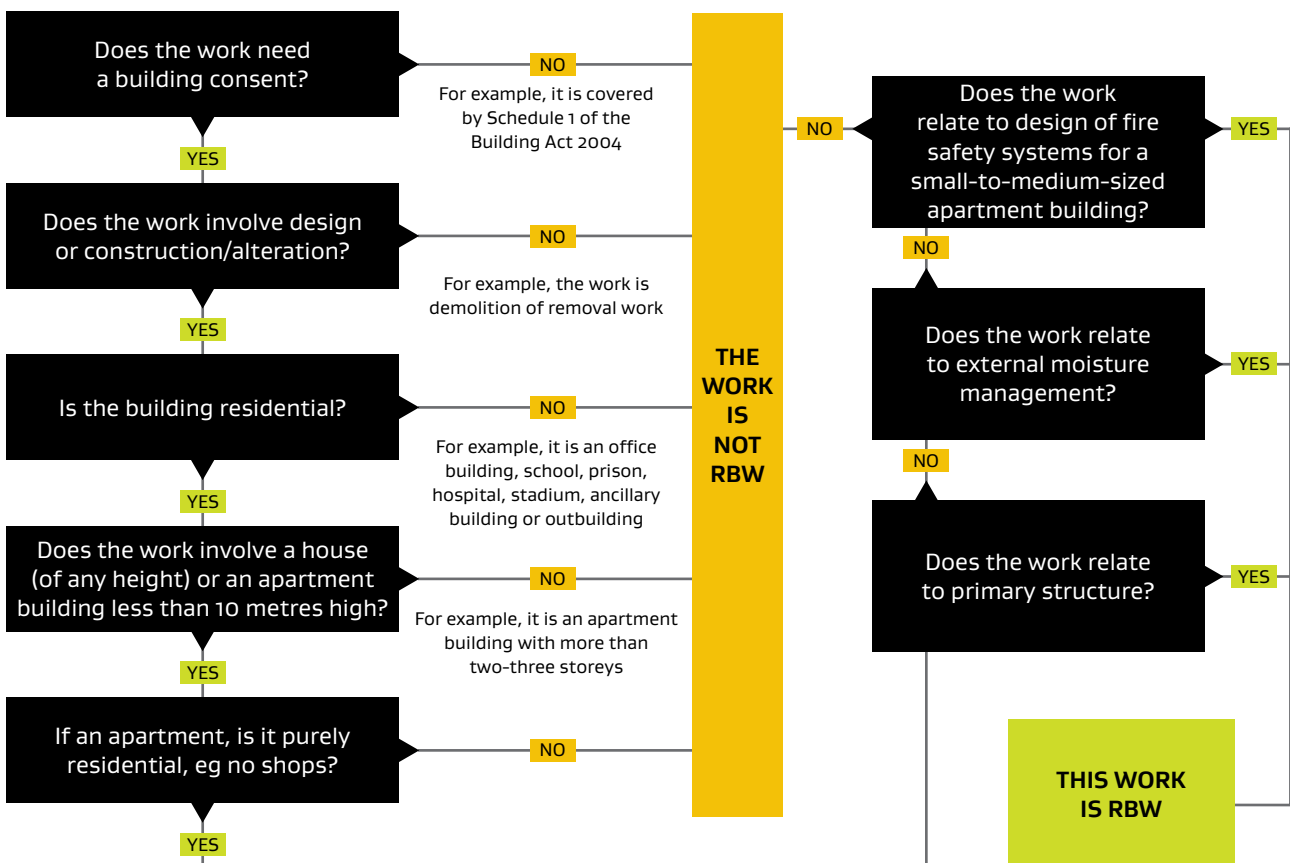 Does the work need
a building consent?
NO
For example, it is covered
by Schedule 1 of the
Building Act 2004
YES
Does the work involve design
or construction/alteration?
NO
For example, the work is
demolition of removal work
YES
Is the building residential?
NO
For example, it is an office
building, school, prison,
hospital, stadium, ancillary
building or outbuilding
YES
Does the work involve a house
(of any height) or an apartment
building less than 10 metres high?
NO
For example, it is an apartment
building with more than
two-three storeys
YES
If an apartment, is it purely
residential, eg no shops?
NO
YES
THE
WORK
IS
NOT
RBW
NO
Does the work
relate to design of fire
safety systems for a
small-to-medium-sized
apartment building?
YES
NO
Does the work relate
to external moisture
management?
YES
NO
Does the work relate
to primary structure?
YES
THIS WORK
IS RBW